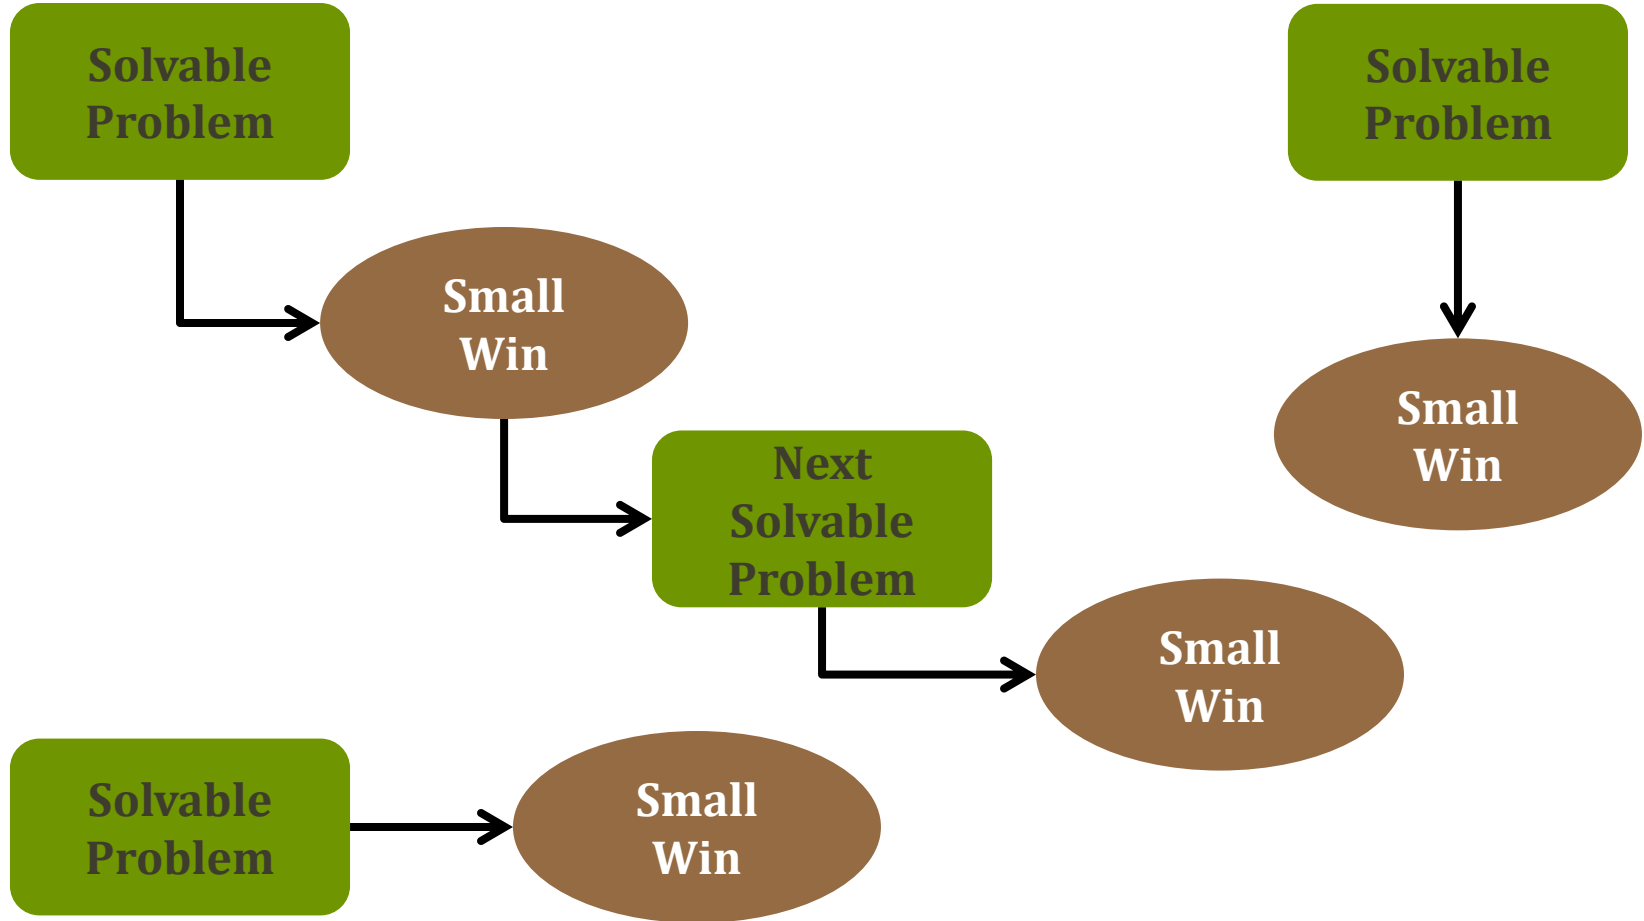 Solvable
Problem
Solvable
Problem
Small
Win
Small
Win
Next
Solvable
Problem
Small
Win
Solvable
Problem
Small
Win